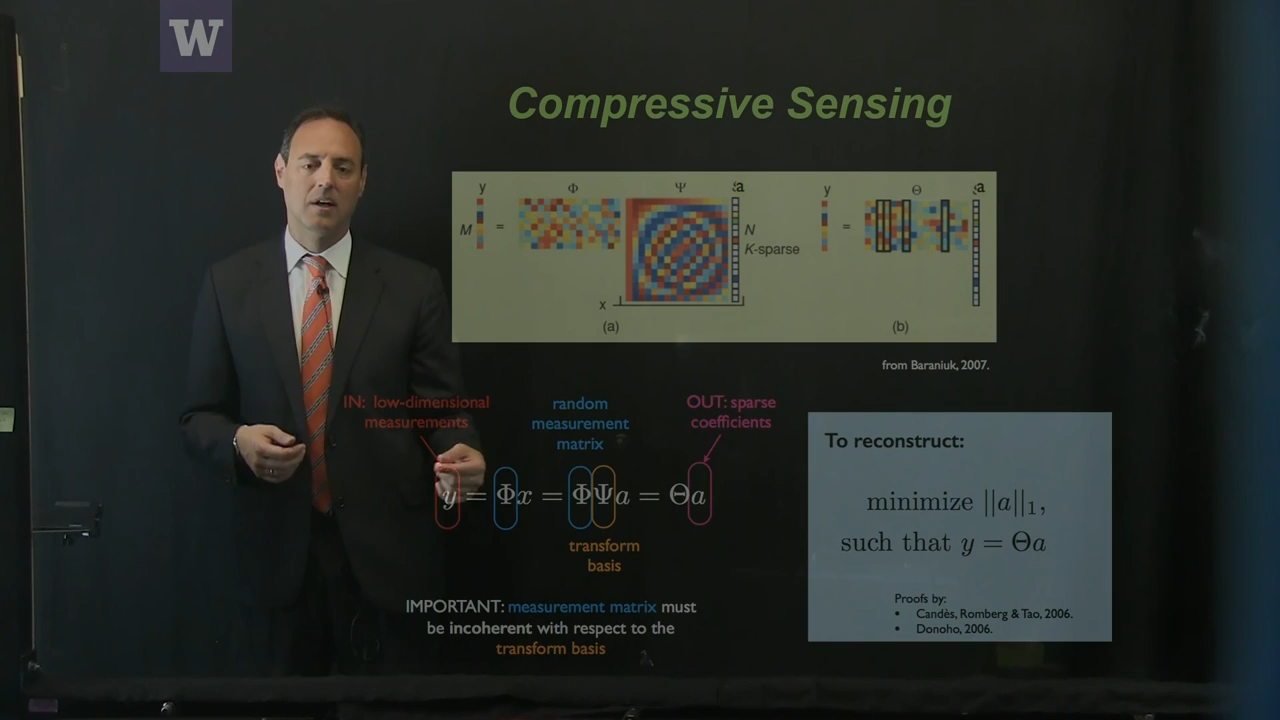 W
Compressive Sensing
y Φ Ψ a y Θ a
M = N =
K-sparse
x
(a) (b)
from Baraniuk, 2007.
IN: low-dimensional
measurements
random
measurement
matrix
OUT: sparse
coefficients
y = Φx = ΦΨa = Θa
transform
basis
IMPORTANT: measurement matrix must
be incoherent with respect to the
transform basis
To reconstruct:
minimize ||a||₁,
such that y = Θa
Proofs by:
• Candès, Romberg & Tao, 2006.
• Donoho, 2006.